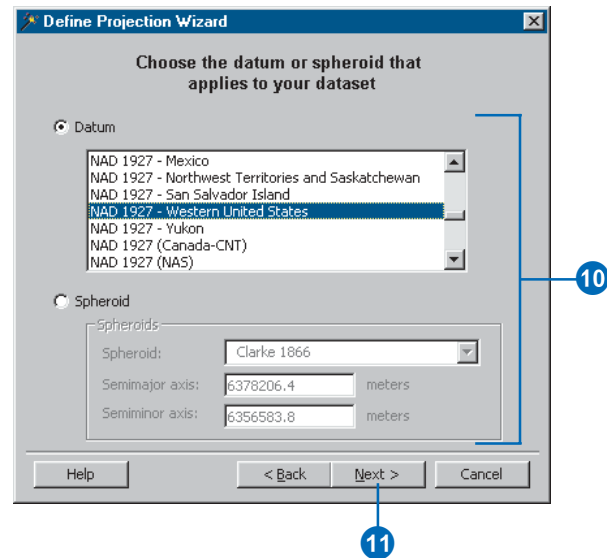 Define Projection Wizard
Choose the datum or spheroid that
applies to your dataset
Datum
NAD 1927 - Mexico
NAD 1927 - Northwest Territories and Saskatchewan
NAD 1927 - San Salvador Island
NAD 1927 - Western United States
NAD 1927 - Yukon
NAD 1927 (Canada-CNT)
NAD 1927 (NAS)
10
Spheroid
Spheroids
Spheroid: Clarke 1866
Semimajor axis: 6378206.4 meters
Semiminor axis: 6356583.8 meters
Help < Back Next > Cancel
11